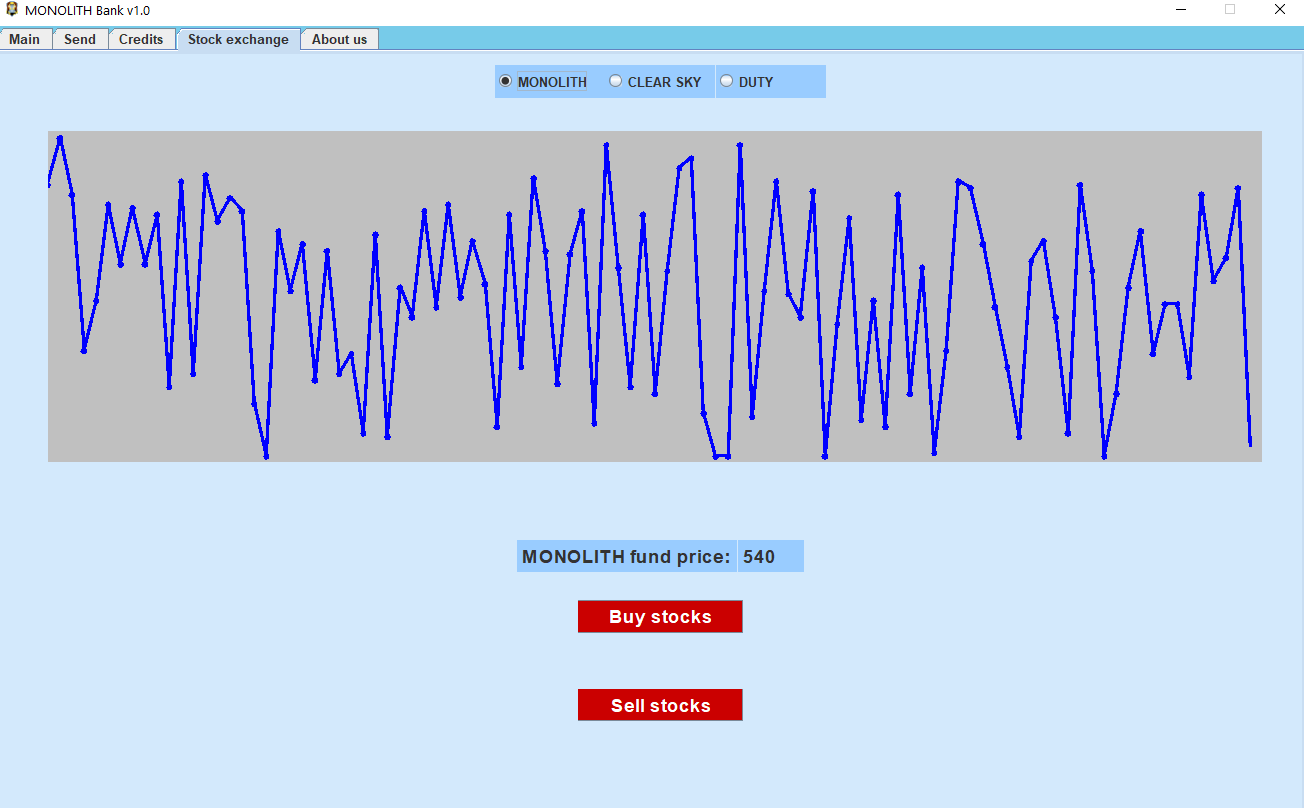 MONOLITH Bank v1.0
Main Send Credits Stock exchange About us
MONOLITH CLEAR SKY DUTY
MONOLITH fund price: 540
Buy stocks
Sell stocks